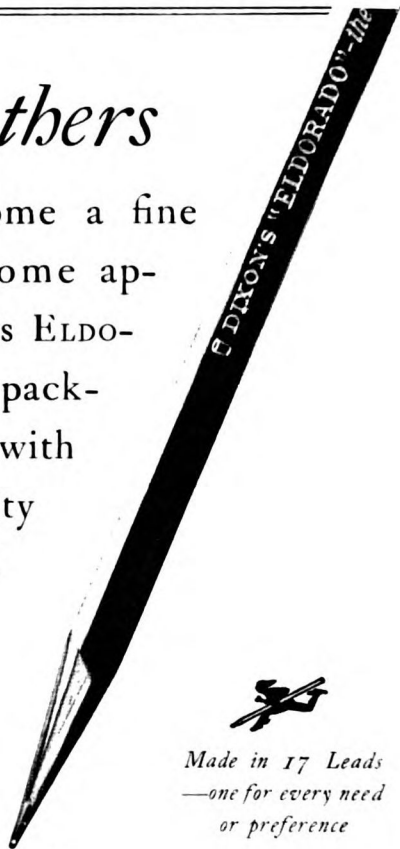 thers
ome a fine
ome ap-
s ELDO-
pack-
with
ty
DIXON'S "ELDORADO"-the
Made in 17 Leads
—one for every need
or preference